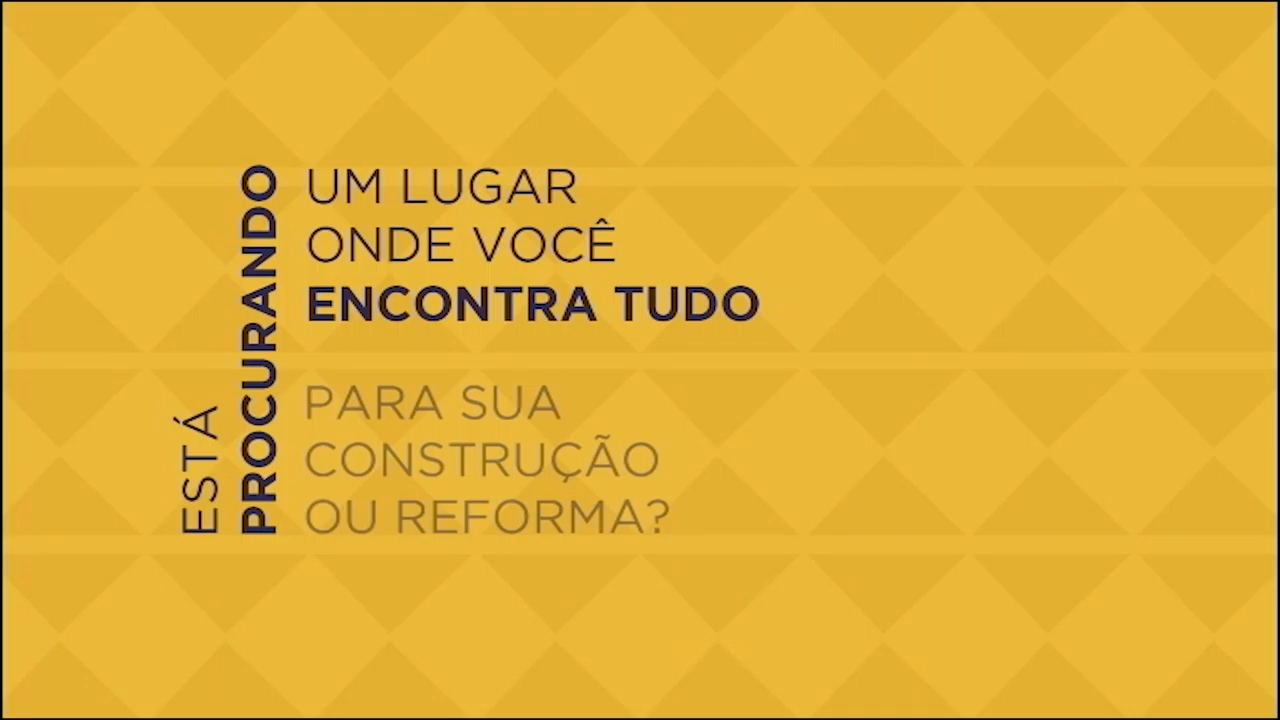 ESTÁ
PROCURANDO
UM LUGAR
ONDE VOCÊ
ENCONTRA TUDO
PARA SUA
CONSTRUÇÃO
OU REFORMA?